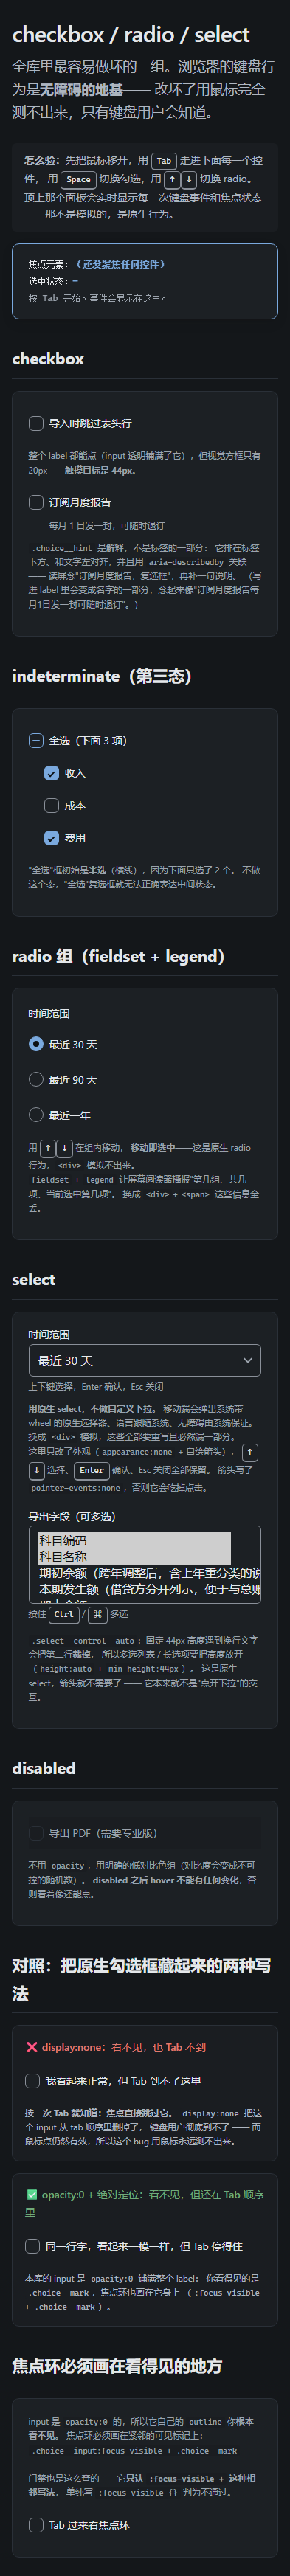 checkbox / radio / select
全库里最容易做坏的一组。浏览器的键盘行
为是无障碍的地基—— 改坏了用鼠标完全
测不出来，只有键盘用户会知道。
怎么验：先把鼠标移开，用 Tab 走进下面每一个控
件， 用 Space 切换勾选，用 ↑ ↓ 切换 radio。
顶上那个面板会实时显示每一次键盘事件和焦点状态
——那不是模拟的，是原生行为。
焦点元素：（还没聚焦任何控件）
选中状态：—
按 Tab 开始。事件会显示在这里。
checkbox
导入时跳过表头行
整个 label 都能点（input 透明铺满了它），但视觉方框只有
20px——触摸目标是 44px。
订阅月度报告
每月 1 日发一封，可随时退订
.choice__hint 是解释，不是标签的一部分： 它排在标签
下方、和文字左对齐，并且用 aria-describedby 关联
—— 读屏念"订阅月度报告，复选框"，再补一句说明。 （写
进 label 里会变成名字的一部分，念起来像"订阅月度报告每
月1日发一封可随时退订"。）
indeterminate（第三态）
全选（下面 3 项）
收入
成本
费用
"全选"框初始是半选（横线），因为下面只选了 2 个。 不做
这个态，"全选"复选框就无法正确表达中间状态。
radio 组（fieldset + legend）
时间范围
最近 30 天
最近 90 天
最近一年
用 ↑ ↓ 在组内移动， 移动即选中——这是原生 radio
行为， <div> 模拟不出来。
fieldset + legend 让屏幕阅读器播报"第几组、共几
项、当前选中第几项"。 换成 <div> + <span> 这些信息全
丢。
select
时间范围
最近 30 天
上下键选择，Enter 确认，Esc 关闭
用原生 select，不做自定义下拉。 移动端会弹出系统带
wheel 的原生选择器、语言跟随系统、无障碍由系统保证。
换成 <div> 模拟，这些全部要重写且必然漏一部分。
这里只改了外观（ appearance:none + 自绘箭头）， ↑
↓ 选择、 Enter 确认、Esc 关闭全部保留。 箭头写了
pointer-events:none ，否则它会吃掉点击。
导出字段（可多选）
科目编码
科目名称
期初余额（跨年调整后，含上年重分类的说
本期发生额（借贷方分开列示，便于与总账
按住 Ctrl / ⌘ 多选
.select__control--auto ：固定 44px 高度遇到换行文字
会把第二行裁掉， 所以多选列表 / 长选项要把高度放开
（ height:auto + min-height:44px ）。 这是原生
select，箭头就不需要了 —— 它本来就不是"点开下拉"的交
互。
disabled
导出 PDF（需要专业版）
不用 opacity ，用明确的低对比色组（对比度会变成不可
控的随机数）。 disabled 之后 hover 不能有任何变化，否
则看着像还能点。
对照：把原生勾选框藏起来的两种写
法
❌ display:none：看不见，也 Tab 不到
我看起来正常，但 Tab 到不了这里
按一次 Tab 就知道：焦点直接跳过它。 display:none 把这
个 input 从 tab 顺序里删掉了， 键盘用户彻底到不了 —— 而
鼠标点仍然有效，所以这个 bug 用鼠标永远测不出来。
✅ opacity:0 + 绝对定位：看不见，但还在 Tab 顺序
里
同一行字，看起来一模一样，但 Tab 停得住
本库的 input 是 opacity:0 铺满整个 label： 你看得见的是
.choice__mark ，焦点环也画在它身上（ :focus-visible
+ .choice__mark ）。
焦点环必须画在看得见的地方
input 是 opacity:0 的，所以它自己的 outline 你根本
看不见。 焦点环必须画在紧邻的可见标记上：
.choice__input:focus-visible + .choice__mark
门禁也是这么查的——它只认 :focus-visible + 这种相
邻写法， 单纯写 :focus-visible {} 判为不通过。
Tab 过来看焦点环